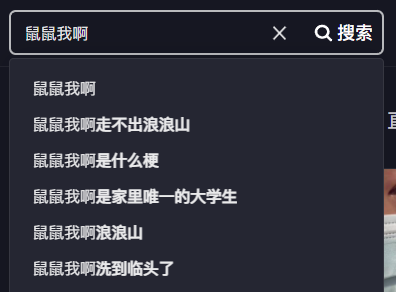 鼠鼠我啊 搜索
鼠鼠我啊
鼠鼠我啊走不出浪浪山
鼠鼠我啊是什么梗
鼠鼠我啊是家里唯一的大学生
鼠鼠我啊浪浪山
鼠鼠我啊洗到临头了